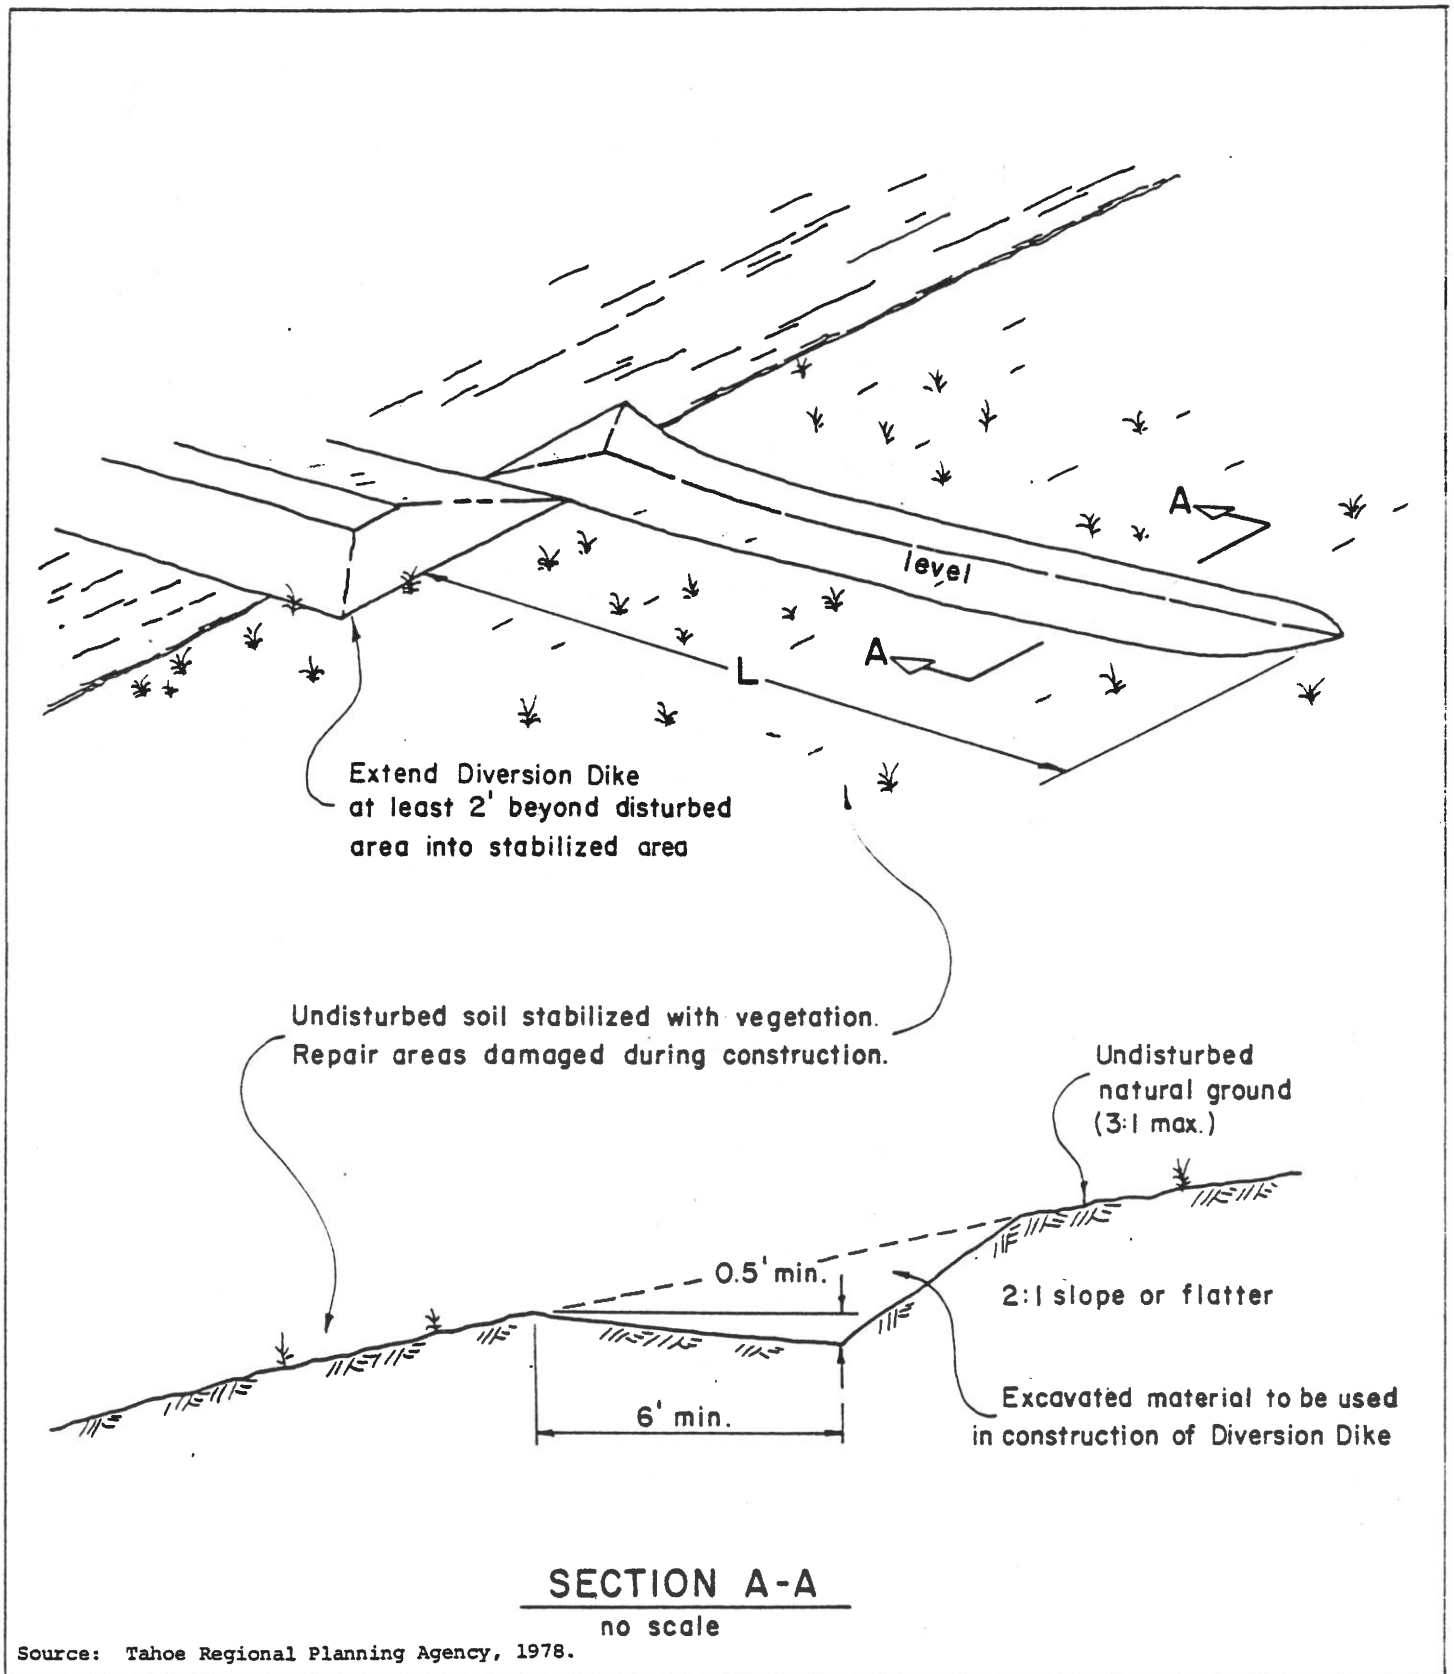 A
level
A
L
Extend Diversion Dike
at least 2' beyond disturbed
area into stabilized area
Undisturbed soil stabilized with vegetation.
Repair areas damaged during construction.
Undisturbed
natural ground
(3:1 max.)
0.5' min.
2:1 slope or flatter
6' min.
Excavated material to be used
in construction of Diversion Dike
SECTION A-A
no scale
Source: Tahoe Regional Planning Agency, 1978.